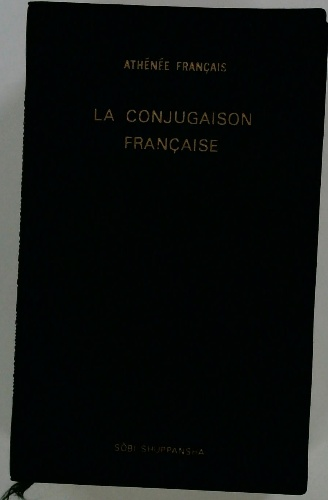 ATHÉNÉE FRANÇAIS
LA CONJUGAISON
FRANÇAISE
SÔBI SHUPPANSHA